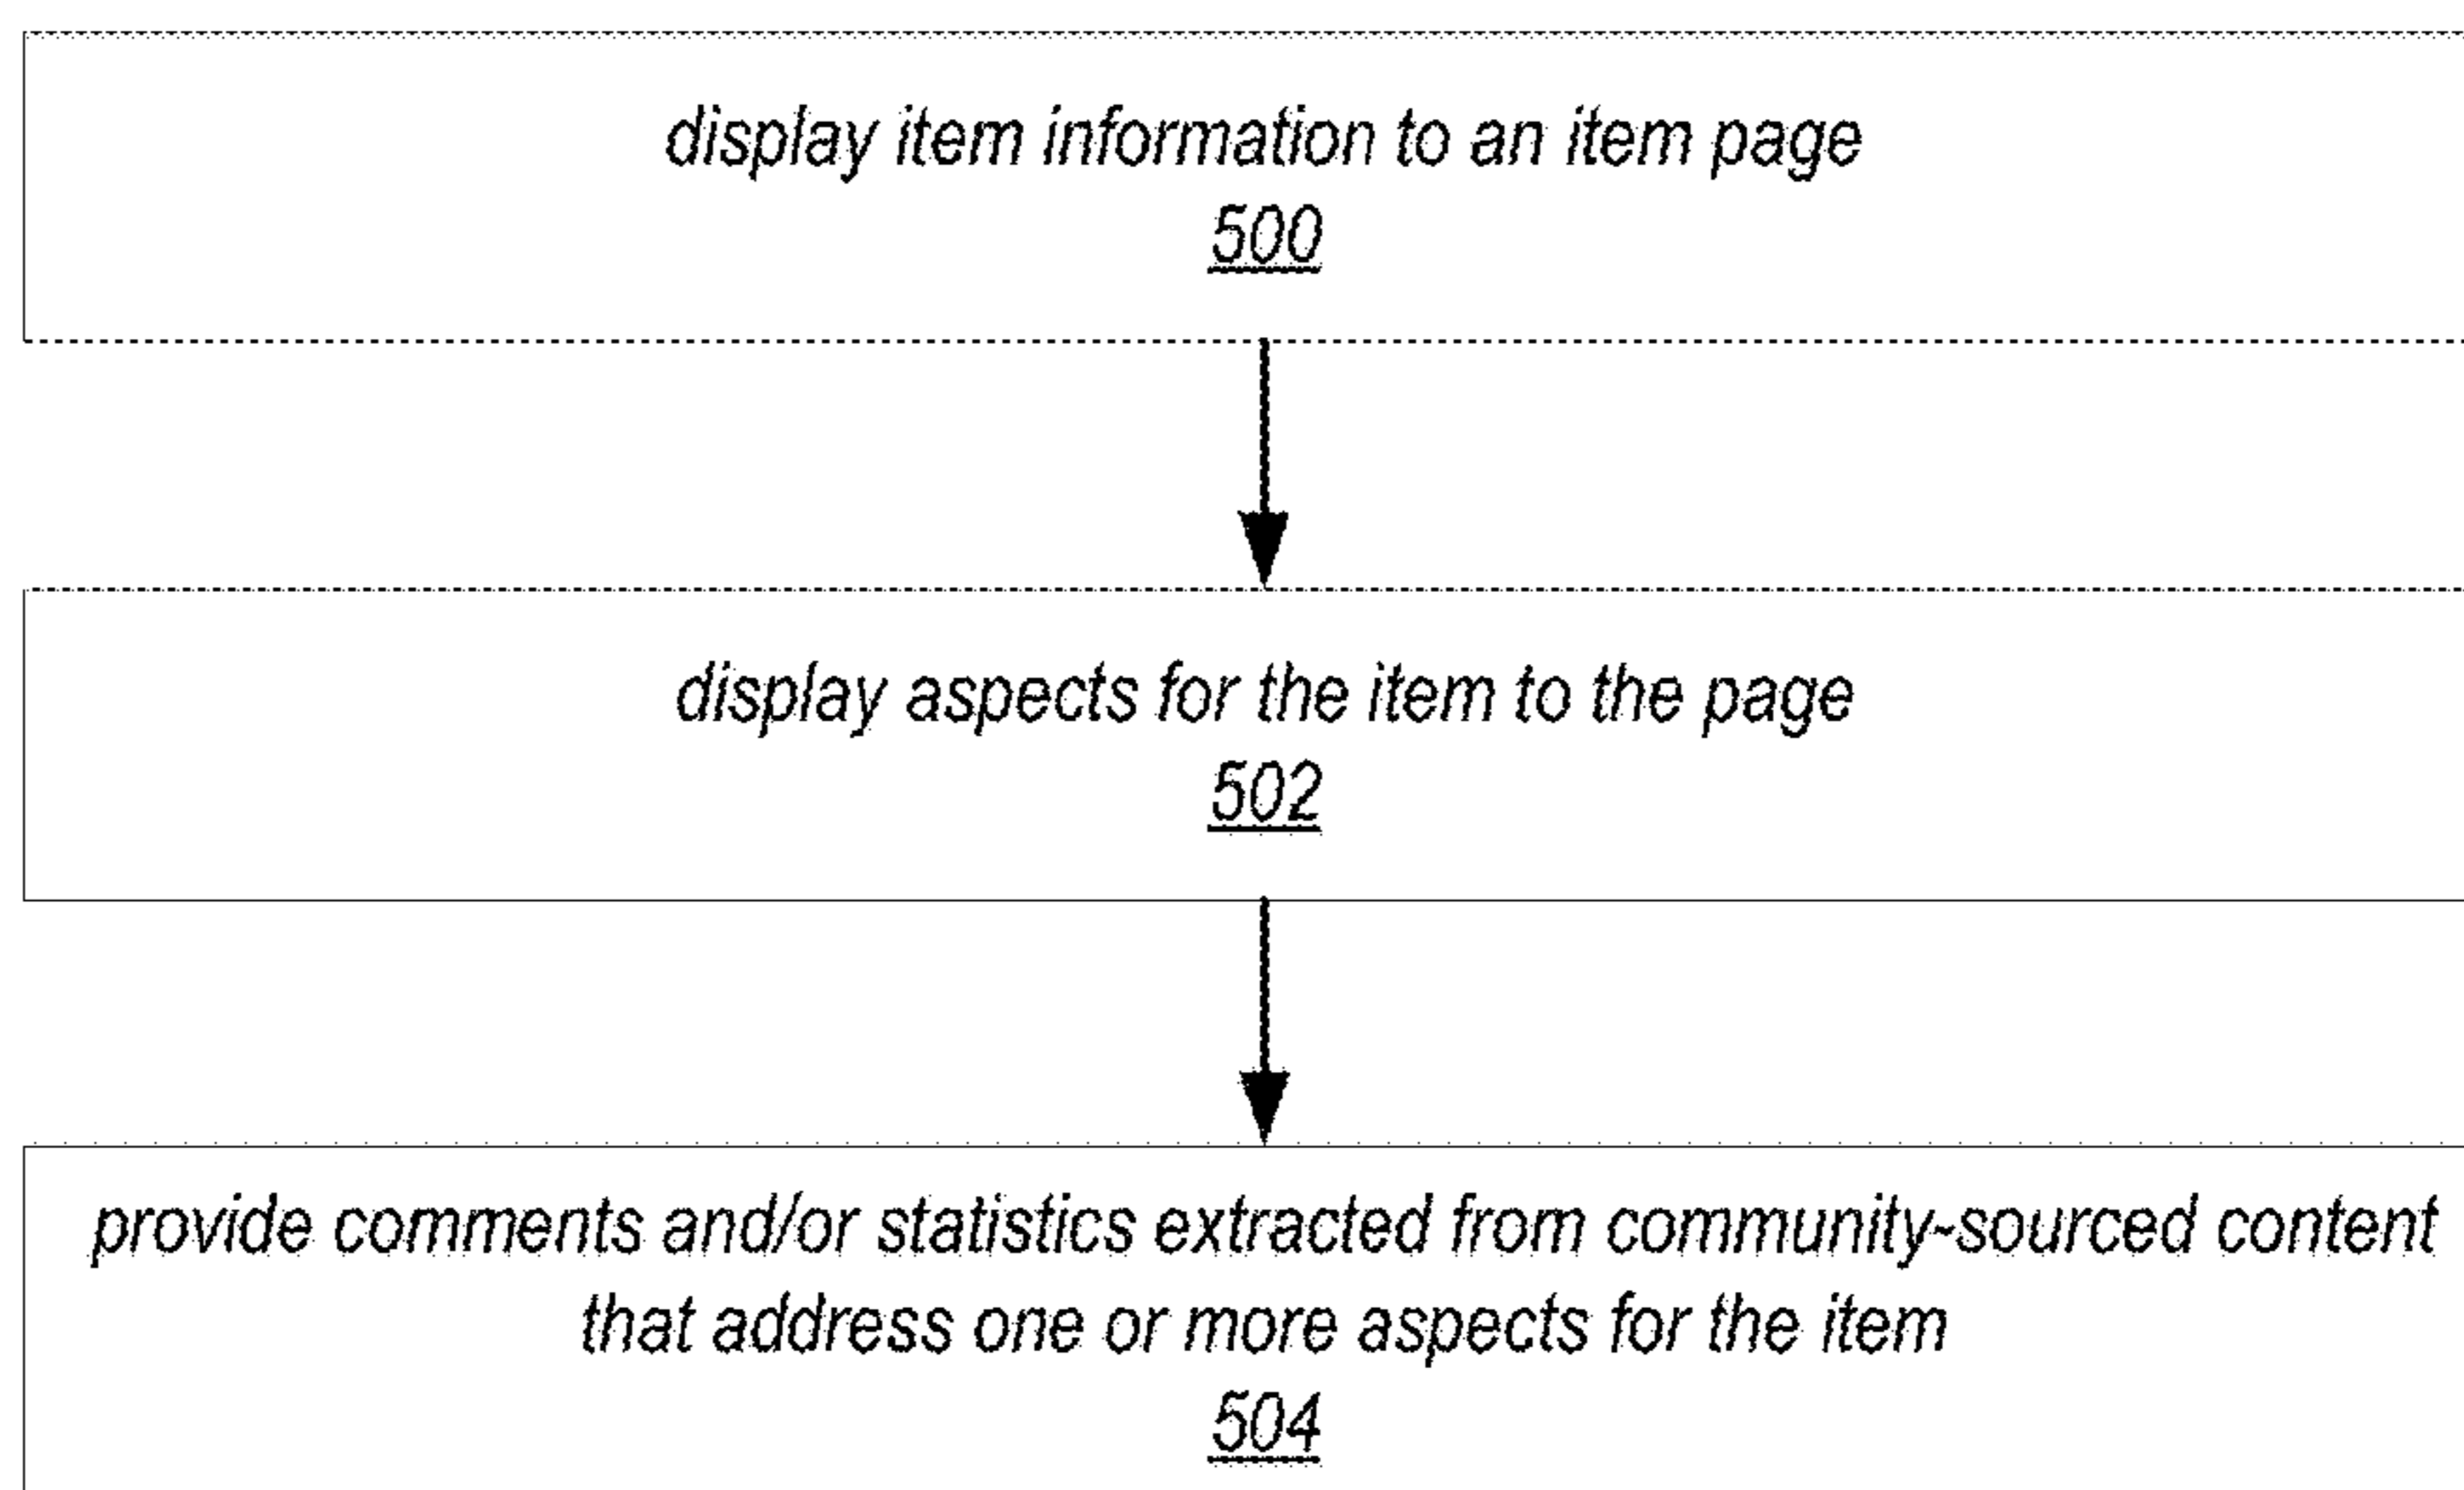 display item information to an item page
500
display aspects for the item to the page
502
provide comments and/or statistics extracted from community-sourced content
that address one or more aspects for the item
504